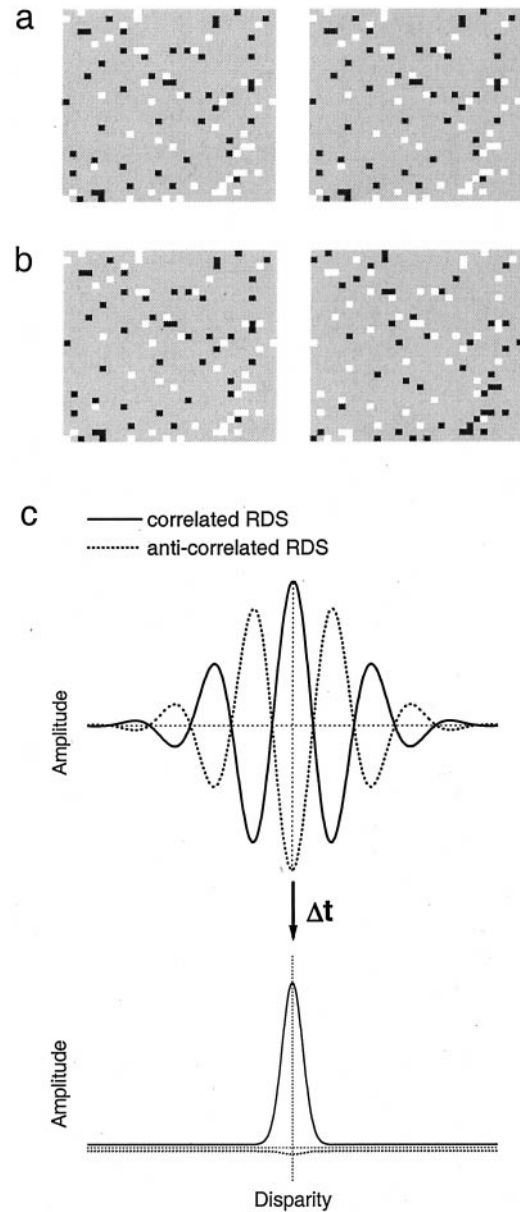 a
b
c
correlated RDS
anti-correlated RDS
Amplitude
Δt
Amplitude
Disparity